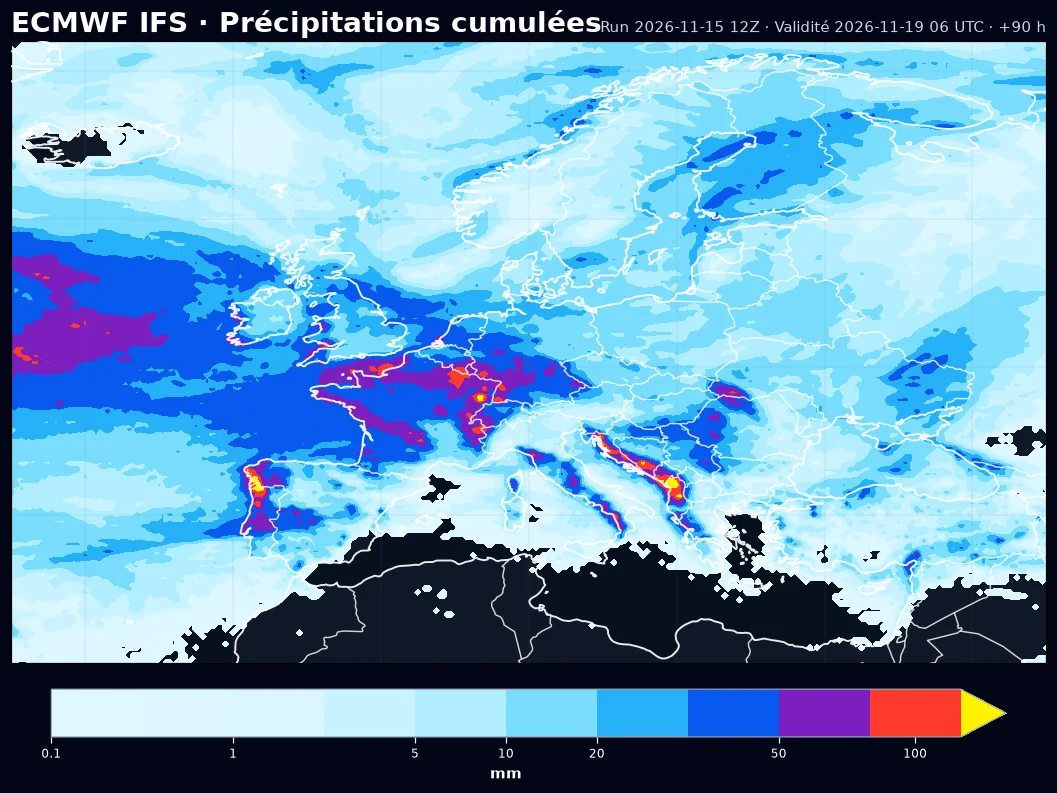 ECMWF IFS · Précipitations cumulées
Run 2026-11-15 12Z · Validité 2026-11-19 06 UTC · +90 h
0.1 1 5 10 20 50 100
mm